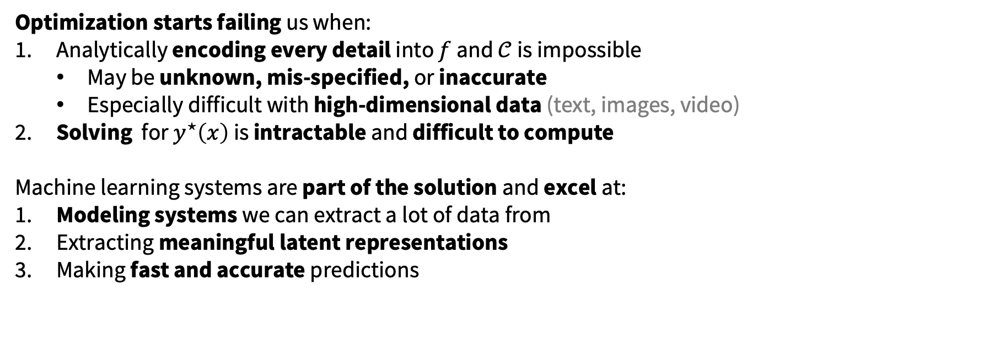 Optimization starts failing us when:
1. Analytically encoding every detail into f and 𝒞 is impossible
• May be unknown, mis-specified, or inaccurate
• Especially difficult with high-dimensional data (text, images, video)
2. Solving for y⋆(x) is intractable and difficult to compute
Machine learning systems are part of the solution and excel at:
1. Modeling systems we can extract a lot of data from
2. Extracting meaningful latent representations
3. Making fast and accurate predictions